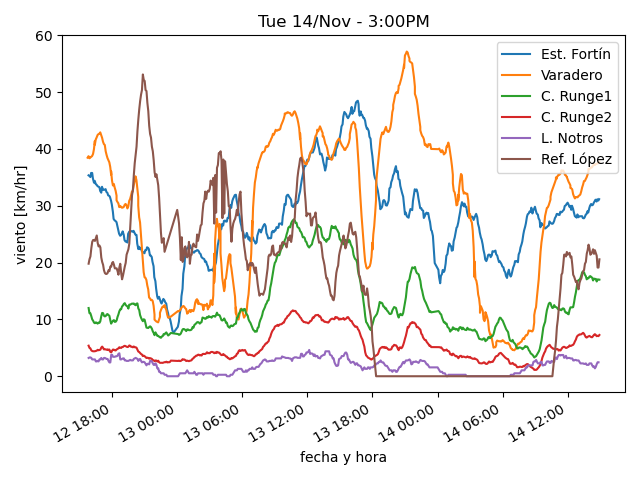 Tue 14/Nov - 3:00PM
viento [km/hr]
60
50
40
30
20
10
0
Est. Fortín
Varadero
C. Runge1
C. Runge2
L. Notros
Ref. López
12 18:00
13 00:00
13 06:00
13 12:00
13 18:00
14 00:00
14 06:00
14 12:00
fecha y hora